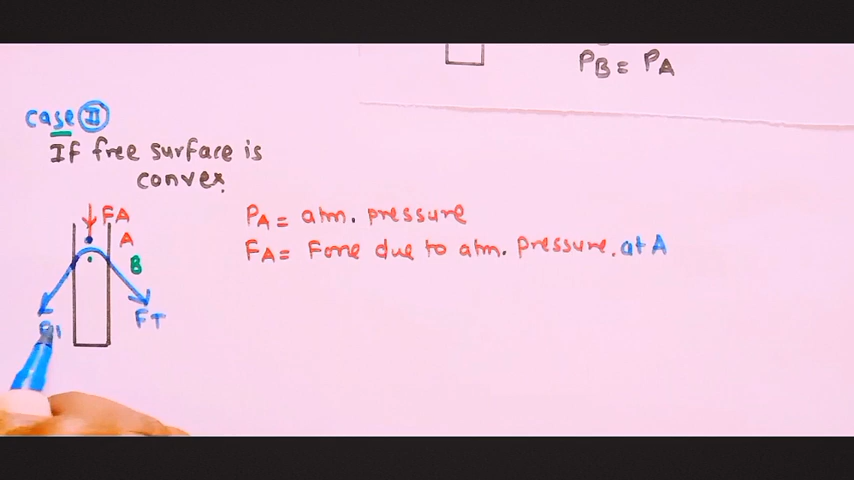 PB = PA
case II
If free surface is
convex
FA
PA = atm. pressure
A
FA = Force due to atm. pressure. at A
B
FT